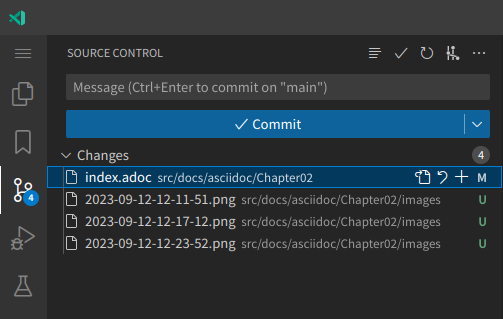 SOURCE CONTROL
Message (Ctrl+Enter to commit on "main")
Commit
Changes 4
index.adoc src/docs/asciidoc/Chapter02 M
4
2023-09-12-12-11-51.png src/docs/asciidoc/Chapter02/images U
2023-09-12-12-17-12.png src/docs/asciidoc/Chapter02/images U
2023-09-12-12-23-52.png src/docs/asciidoc/Chapter02/images U